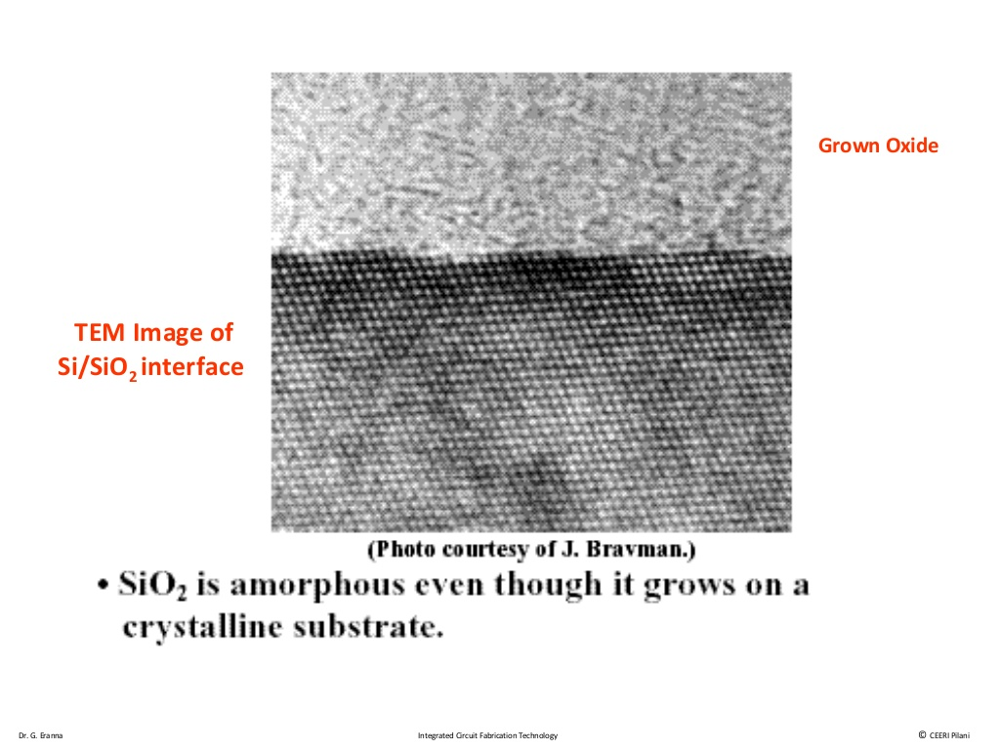 Grown Oxide
TEM Image of
Si/SiO2 interface
(Photo courtesy of J. Bravman.)
• SiO2 is amorphous even though it grows on a
crystalline substrate.
Dr. G. Eranna
Integrated Circuit Fabrication Technology
© CEERI Pilani